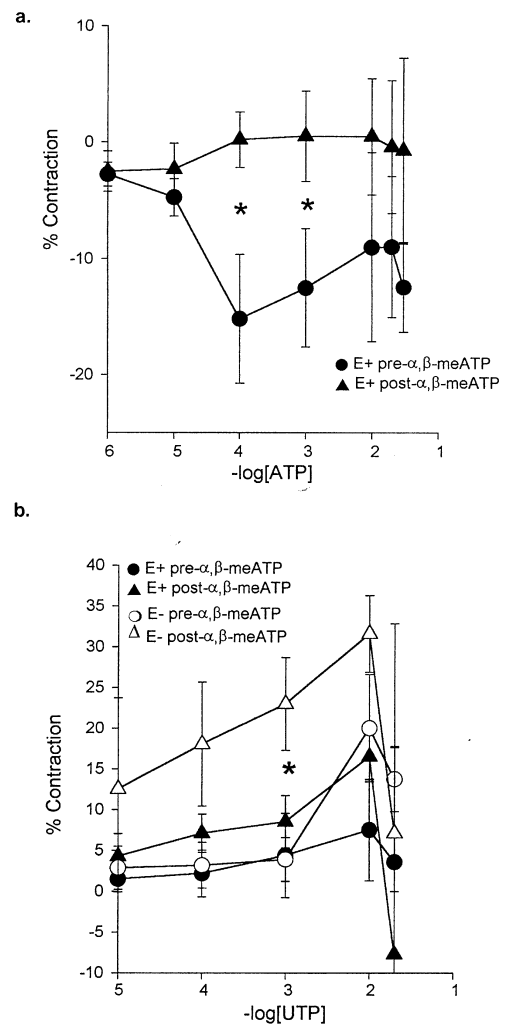 a.
10
0
-10
-20
% Contraction
*
*
E+ pre-α,β-meATP
E+ post-α,β-meATP
6 5 4 3 2 1
-log[ATP]
b.
40
35
30
25
20
15
10
5
0
-5
-10
% Contraction
E+ pre-α,β-meATP
E+ post-α,β-meATP
E- pre-α,β-meATP
E- post-α,β-meATP
*
5 4 3 2 1
-log[UTP]